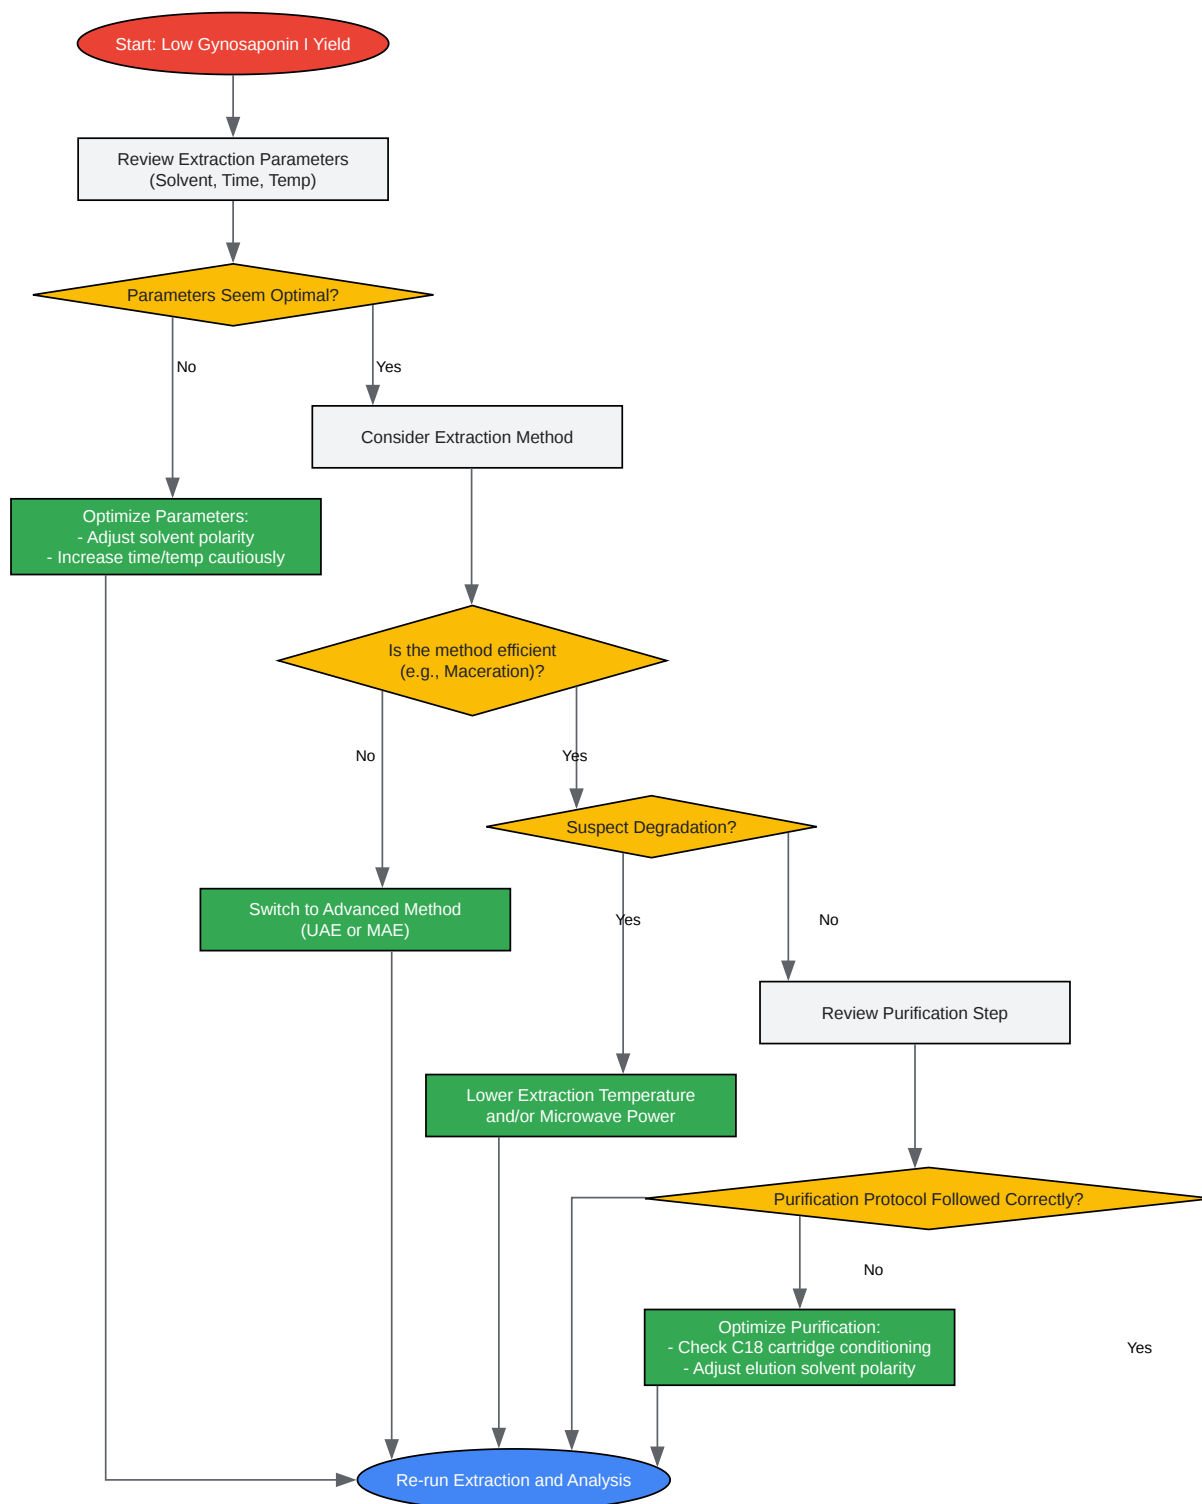 Start: Low Gynosaponin I Yield
Review Extraction Parameters
(Solvent, Time, Temp)
Parameters Seem Optimal?
No
Yes
Consider Extraction Method
Optimize Parameters:
- Adjust solvent polarity
- Increase time/temp cautiously
Is the method efficient
(e.g., Maceration)?
No
Yes
Suspect Degradation?
Switch to Advanced Method
(UAE or MAE)
Yes
No
Review Purification Step
Lower Extraction Temperature
and/or Microwave Power
Purification Protocol Followed Correctly?
No
Optimize Purification:
- Check C18 cartridge conditioning
- Adjust elution solvent polarity
Yes
Re-run Extraction and Analysis